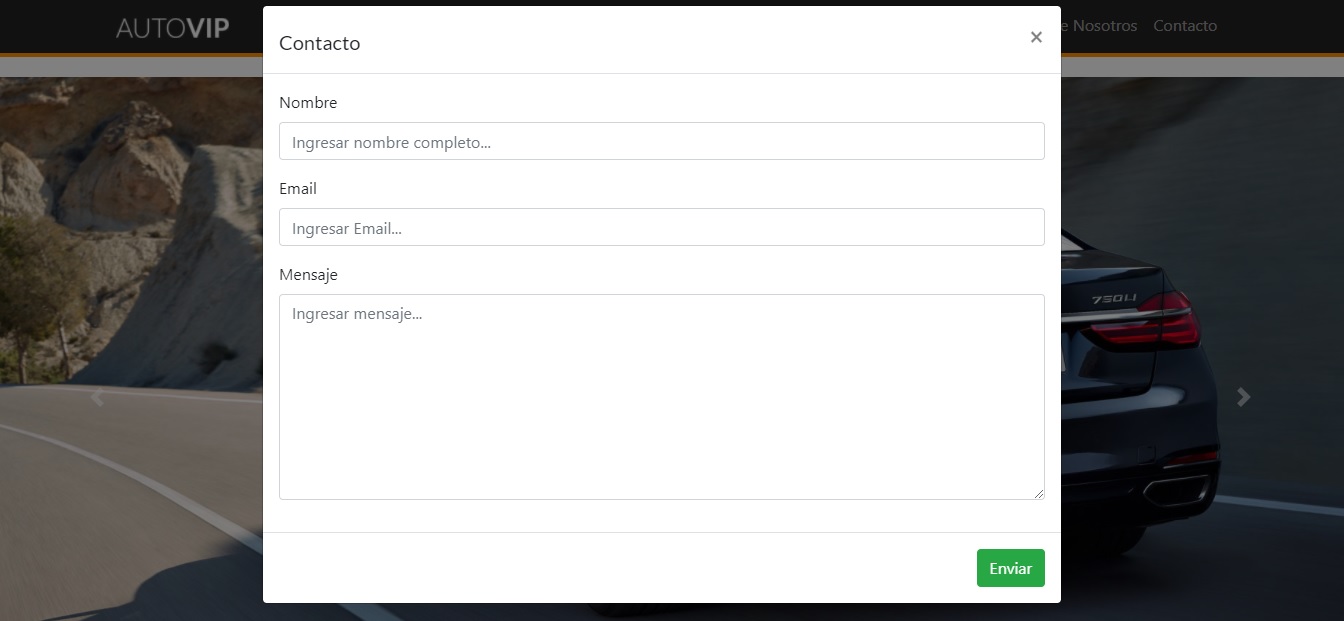 AUTOVIP
e Nosotros
Contacto
Contacto
×
Nombre
Ingresar nombre completo...
Email
Ingresar Email...
Mensaje
Ingresar mensaje...
750Li
Enviar